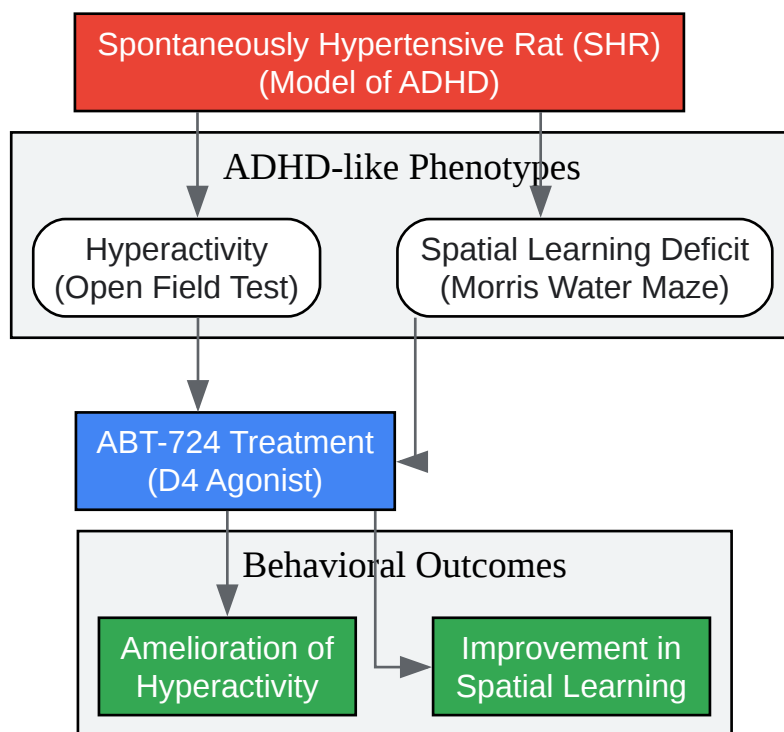 Spontaneously Hypertensive Rat (SHR)
(Model of ADHD)
ADHD-like Phenotypes
Hyperactivity
(Open Field Test)
Spatial Learning Deficit
(Morris Water Maze)
ABT-724 Treatment
(D4 Agonist)
Behavioral Outcomes
Amelioration of
Hyperactivity
Improvement in
Spatial Learning